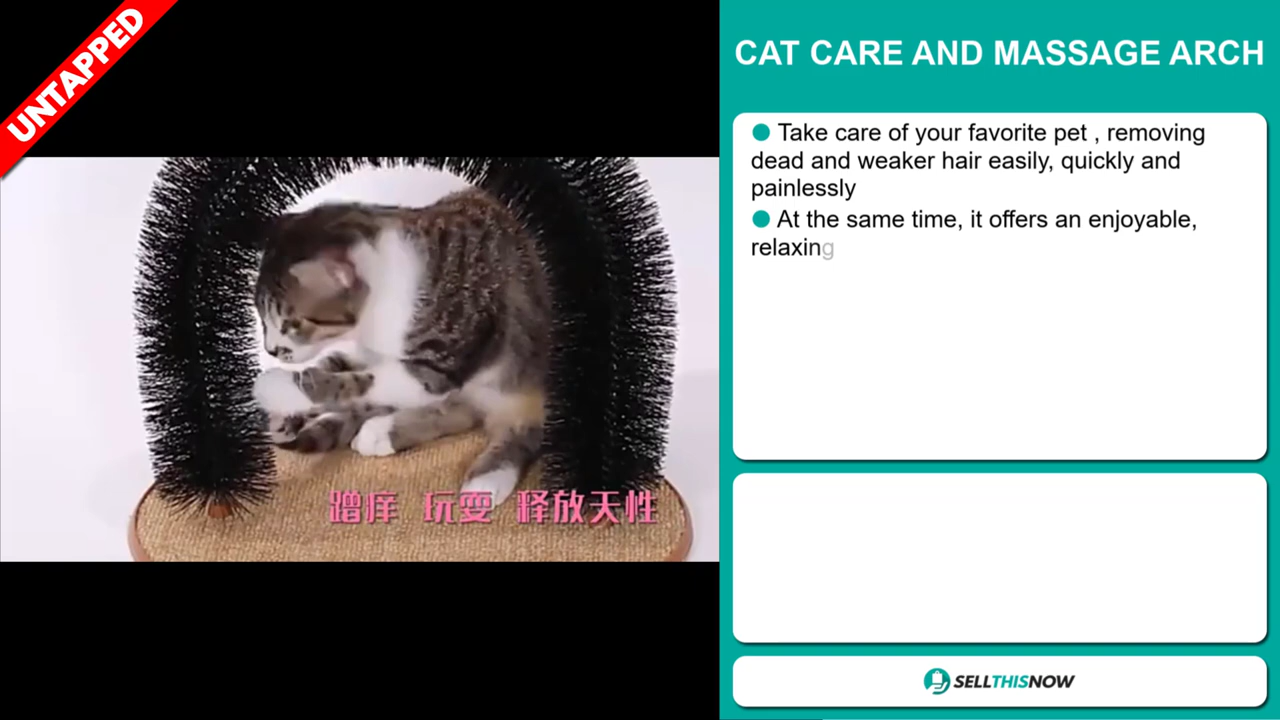 UNTAPPED
CAT CARE AND MASSAGE ARCH
● Take care of your favorite pet , removing
dead and weaker hair easily, quickly and
painlessly
● At the same time, it offers an enjoyable,
relaxing
蹭痒 玩耍 释放天性
SELLTHISNOW